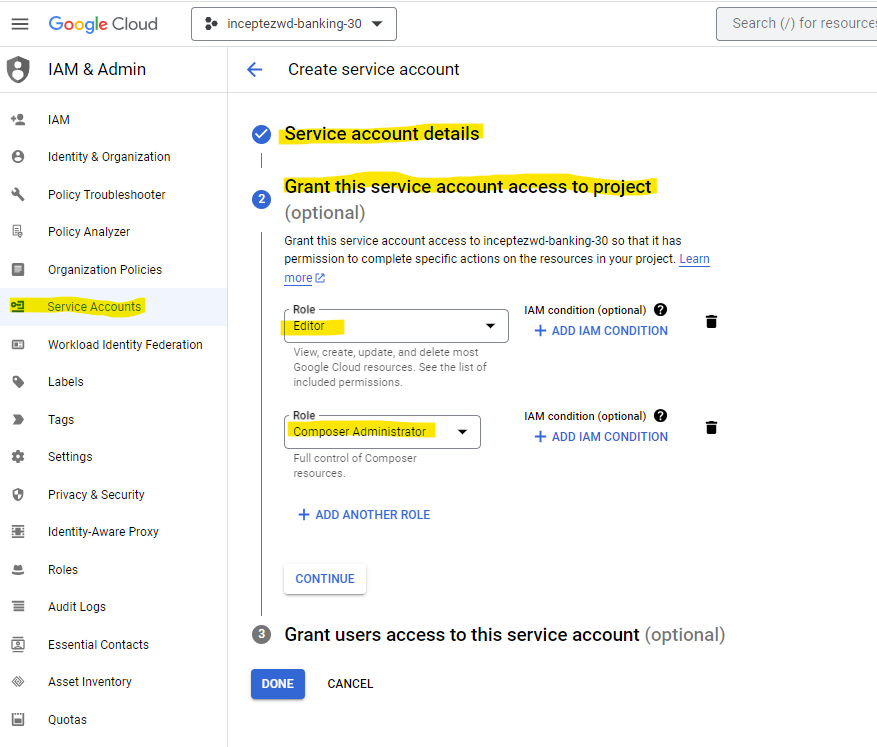 Google Cloud
inceptezwd-banking-30
Search (/) for resources
IAM & Admin
Create service account
IAM
Identity & Organization
Policy Troubleshooter
Policy Analyzer
Organization Policies
Service Accounts
Workload Identity Federation
Labels
Tags
Settings
Privacy & Security
Identity-Aware Proxy
Roles
Audit Logs
Essential Contacts
Asset Inventory
Quotas
Service account details
2
Grant this service account access to project
(optional)
Grant this service account access to inceptezwd-banking-30 so that it has
permission to complete specific actions on the resources in your project. Learn
more
Role
Editor
IAM condition (optional) ?
+ ADD IAM CONDITION
View, create, update, and delete most
Google Cloud resources. See the list of
included permissions.
Role
Composer Administrator
IAM condition (optional) ?
+ ADD IAM CONDITION
Full control of Composer
resources.
+ ADD ANOTHER ROLE
CONTINUE
3 Grant users access to this service account (optional)
DONE
CANCEL